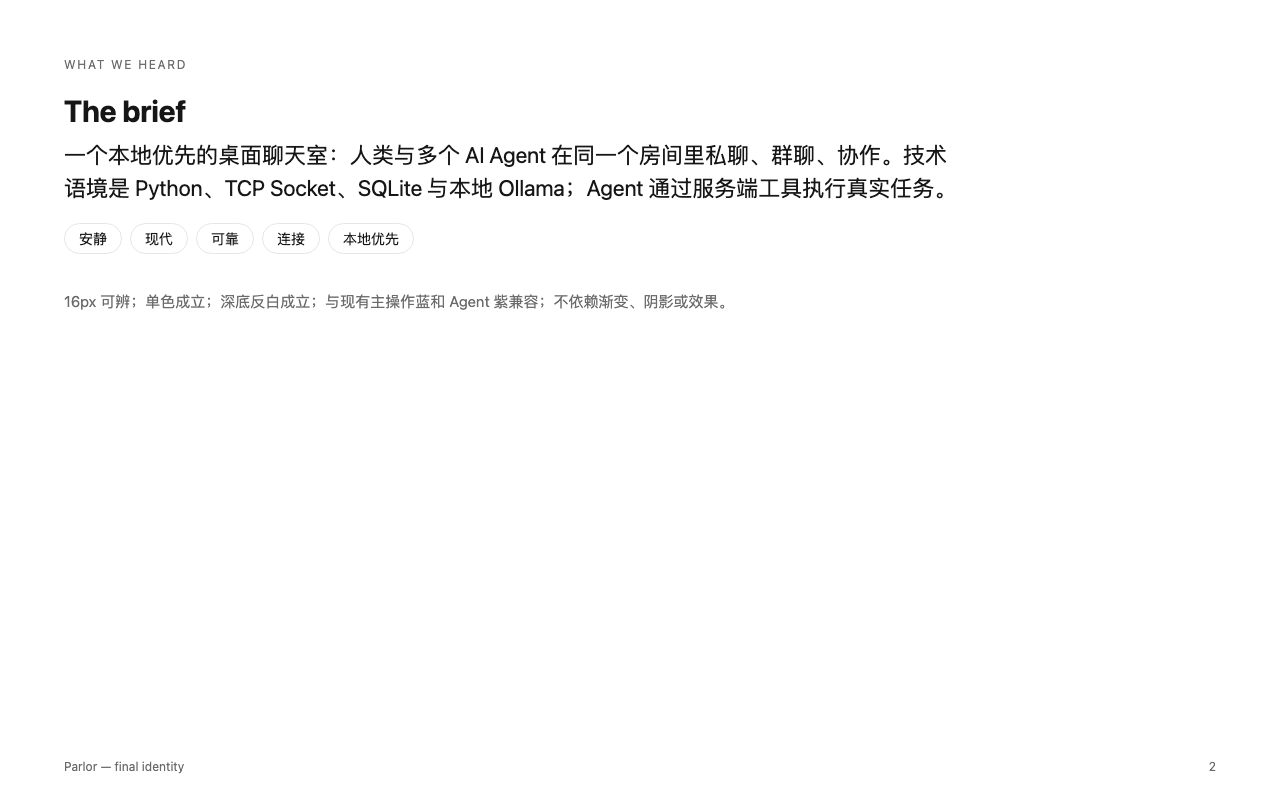 WHAT WE HEARD
The brief
一个本地优先的桌面聊天室：人类与多个 AI Agent 在同一个房间里私聊、群聊、协作。技术
语境是 Python、TCP Socket、SQLite 与本地 Ollama；Agent 通过服务端工具执行真实任务。
安静 现代 可靠 连接 本地优先
16px 可辨；单色成立；深底反白成立；与现有主操作蓝和 Agent 紫兼容；不依赖渐变、阴影或效果。
Parlor — final identity 2